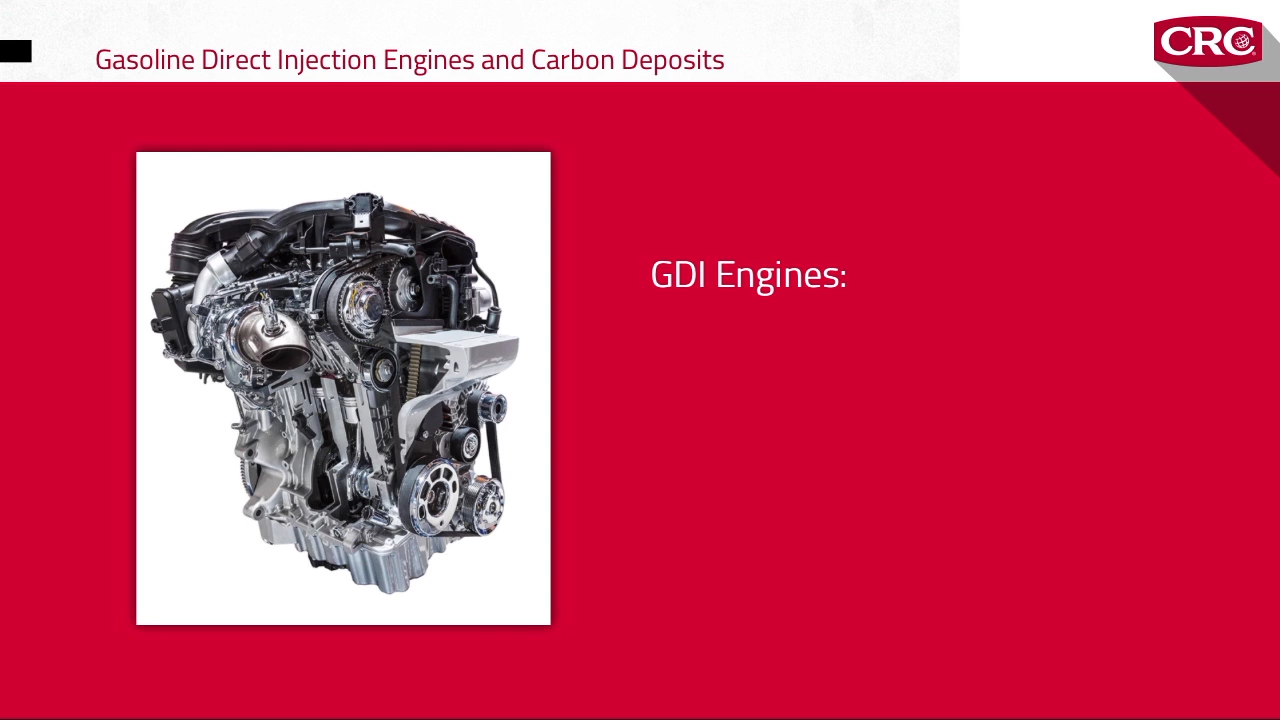 Gasoline Direct Injection Engines and Carbon Deposits
CRC
GDI Engines: